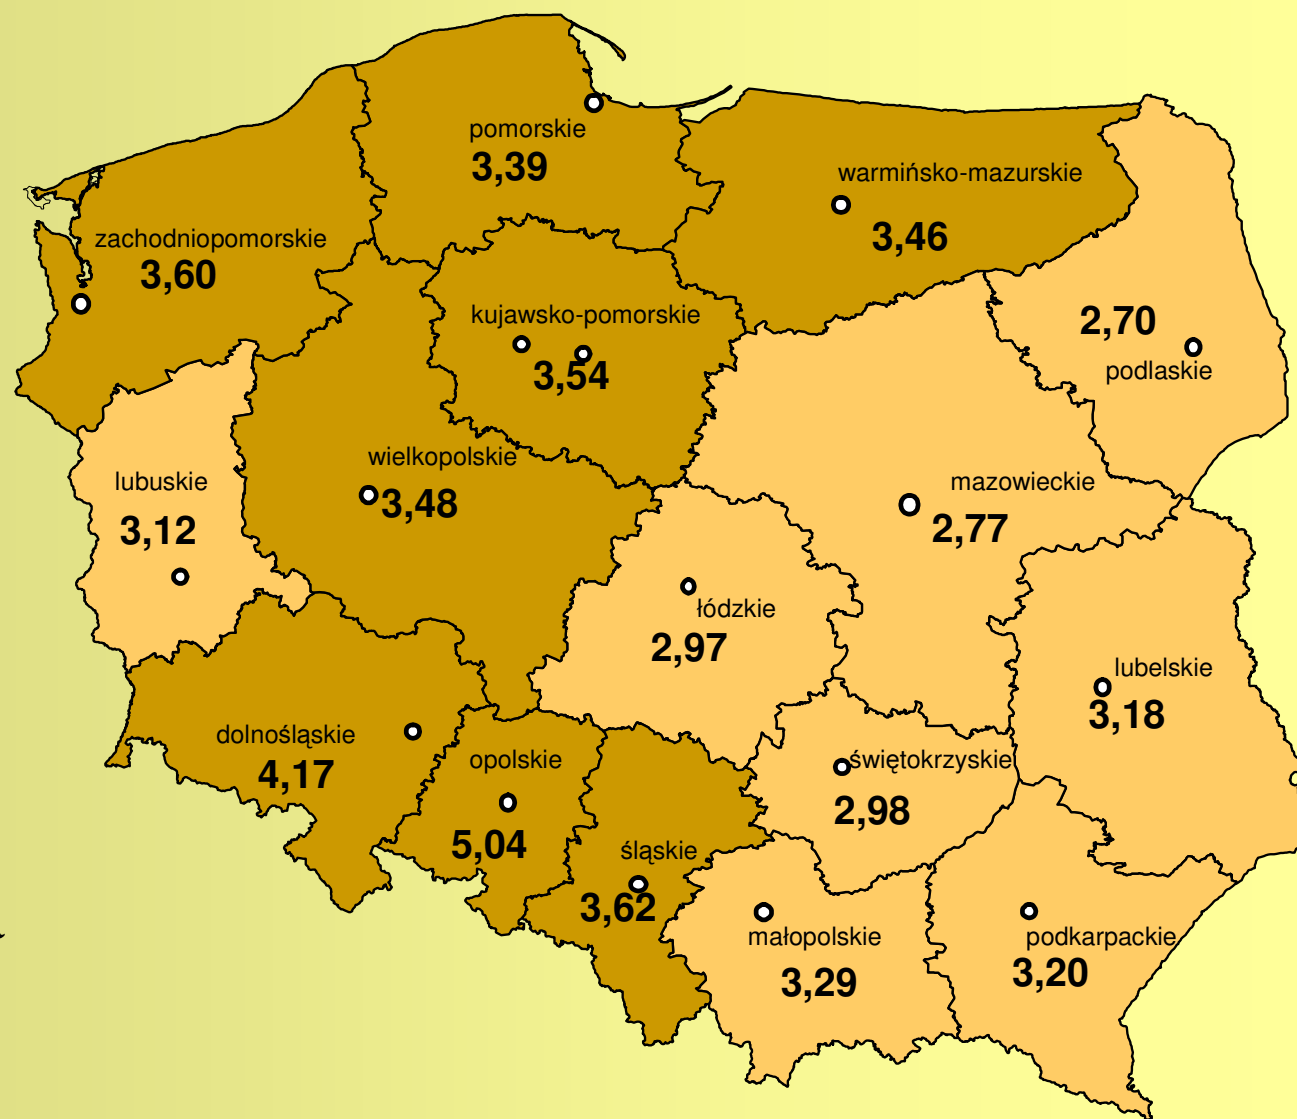 pomorskie
3,39
warmińsko-mazurskie
3,46
zachodniopomorskie
3,60
kujawsko-pomorskie
3,54
2,70
podlaskie
wielkopolskie
3,48
lubuskie
3,12
mazowieckie
2,77
łódzkie
2,97
lubelskie
3,18
dolnośląskie
4,17
opolskie
5,04
świętokrzyskie
2,98
śląskie
3,62
małopolskie
3,29
podkarpackie
3,20